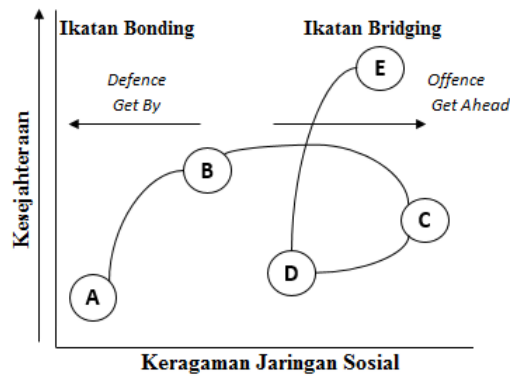 Ikatan Bonding
Ikatan Bridging
Defence
Get By
Offence
Get Ahead
E
B
C
D
A
Kesejahteraan
Keragaman Jaringan Sosial